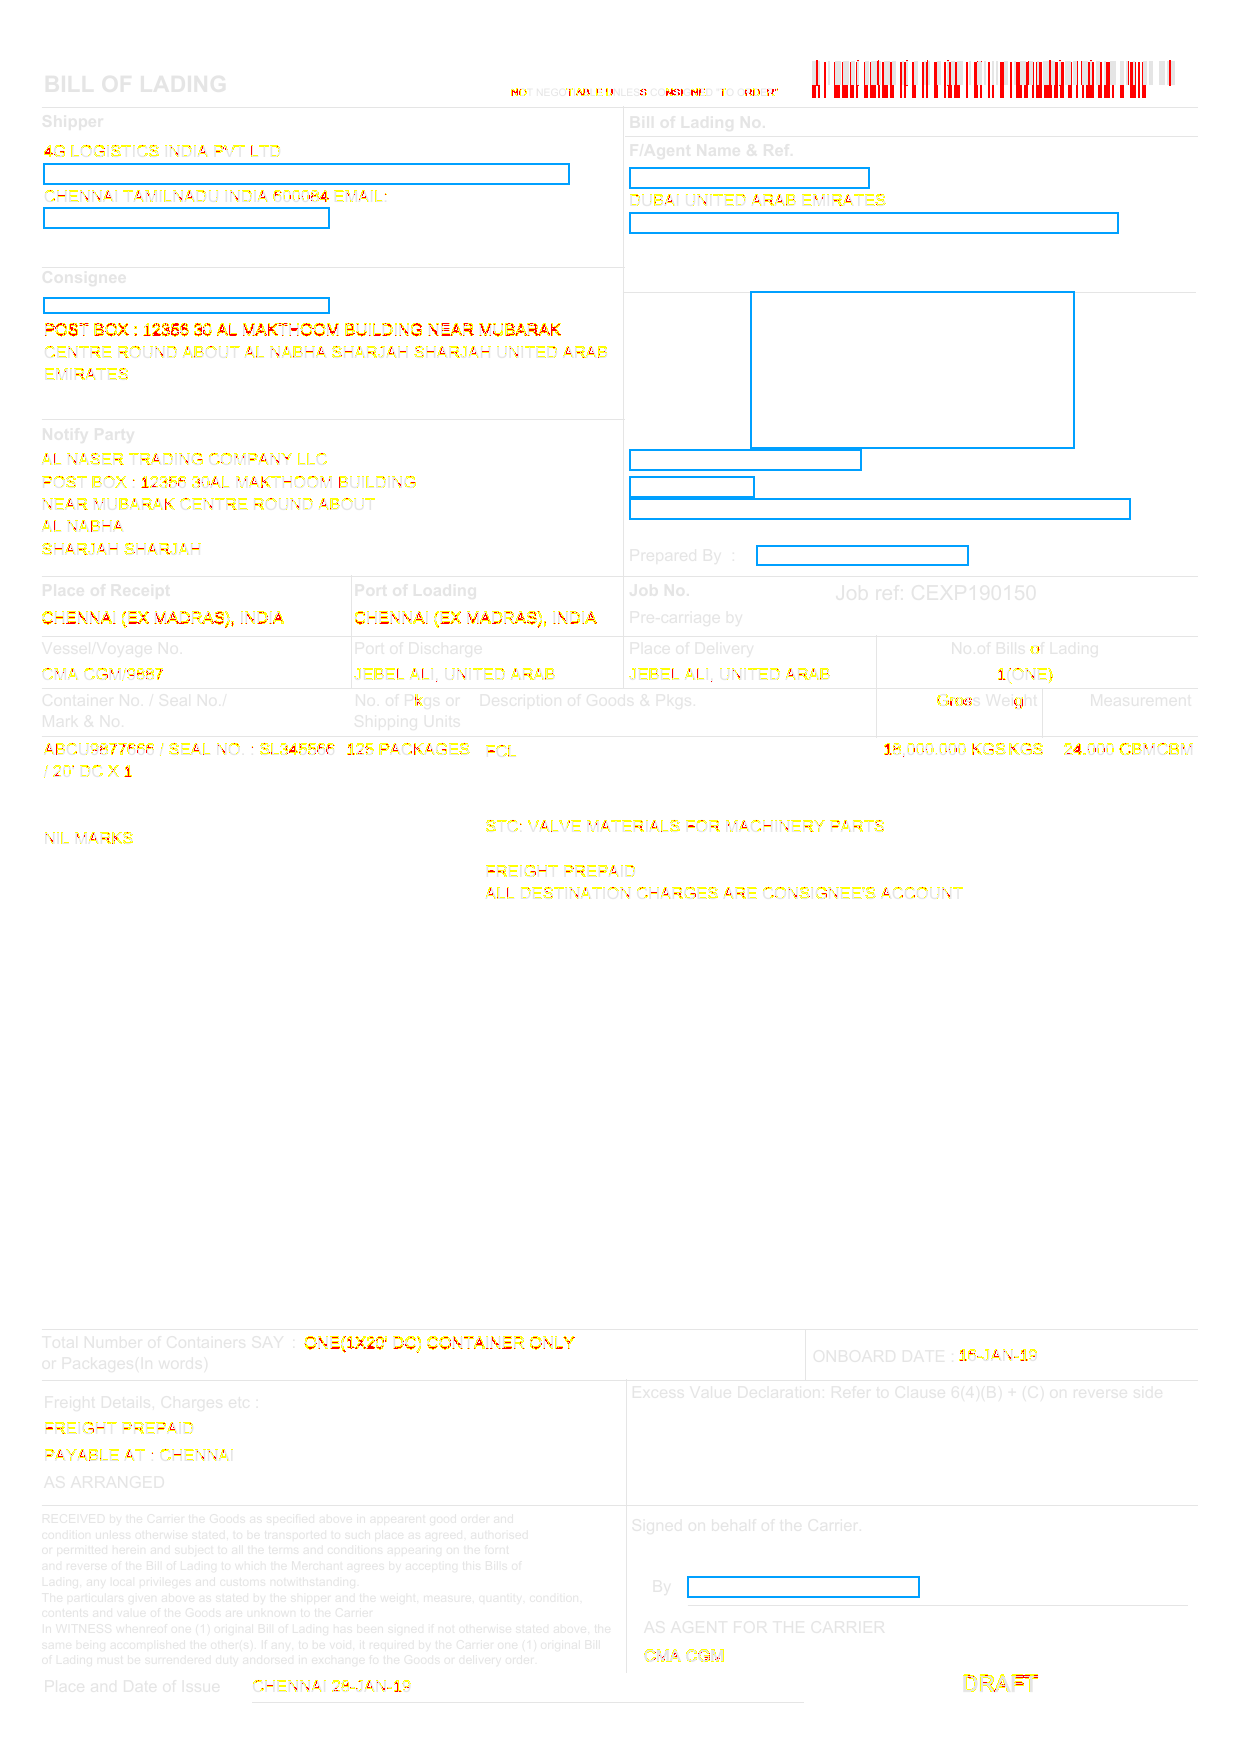 BILL OF LADING
NOT NEGOTIABLE UNLESS CONSIGNED "TO ORDER"
Shipper
Bill of Lading No.
4G LOGISTICS INDIA PVT LTD
F/Agent Name & Ref.
CHENNAI TAMILNADU INDIA 600084 EMAIL:
DUBAI UNITED ARAB EMIRATES
Consignee
POST BOX : 12356 30 AL MAKTHOOM BUILDING NEAR MUBARAK
CENTRE ROUND ABOUT AL NABHA SHARJAH SHARJAH UNITED ARAB
EMIRATES
Notify Party
AL NASER TRADING COMPANY LLC
POST BOX : 12356 30AL MAKTHOOM BUILDING
NEAR MUBARAK CENTRE ROUND ABOUT
AL NABHA
SHARJAH SHARJAH
Prepared By :
Place of Receipt
Port of Loading
Job No.
Job ref: CEXP190150
CHENNAI (EX MADRAS), INDIA
CHENNAI (EX MADRAS), INDIA
Pre-carriage by
Vessel/Voyage No.
Port of Discharge
Place of Delivery
No.of Bills of Lading
CMA CGM/9887
JEBEL ALI, UNITED ARAB
JEBEL ALI, UNITED ARAB
1(ONE)
Container No. / Seal No./
No. of Pkgs or
Description of Goods & Pkgs.
Gross Weight
Measurement
Mark & No.
Shipping Units
/ SEAL NO. :
125 PACKAGES
FCL
18,000.000 KGS KGS
24.000 CBMCBM
/ 20' DC X 1
STC: VALVE MATERIALS FOR MACHINERY PARTS
NIL MARKS
FREIGHT PREPAID
ALL DESTINATION CHARGES ARE CONSIGNEE'S ACCOUNT
Total Number of Containers SAY :
ONE(1X20' DC) CONTAINER ONLY
or Packages(In words)
ONBOARD DATE :
Freight Details, Charges etc :
Excess Value Declaration: Refer to Clause 6(4)(B) + (C) on reverse side
FREIGHT PREPAID
PAYABLE AT : CHENNAI
AS ARRANGED
RECEIVED by the Carrier the Goods as specified above in appearent good order and
condition unless otherwise stated, to be transported to such place as agreed, authorised
or permitted herein and subject to all the terms and conditions appearing on the fornt
and reverse of the Bill of Lading to which the Merchant agrees by accepting this Bills of
Lading, any local privileges and customs notwithstanding.
The particulars given above as stated by the shipper and the weight, measure, quantity, condition,
contents and value of the Goods are unknown to the Carrier
In WITNESS whenreof one (1) original Bill of Lading has been signed if not otherwise stated above, the
same being accomplished the other(s). If any, to be void, it required by the Carrier one (1) original Bill
of Lading must be surrendered duty andorsed in exchange fo the Goods or delivery order.
Signed on behalf of the Carrier.
By
AS AGENT FOR THE CARRIER
CMA CGM
DRAFT
Place and Date of Issue
CHENNAI 28-JAN-19